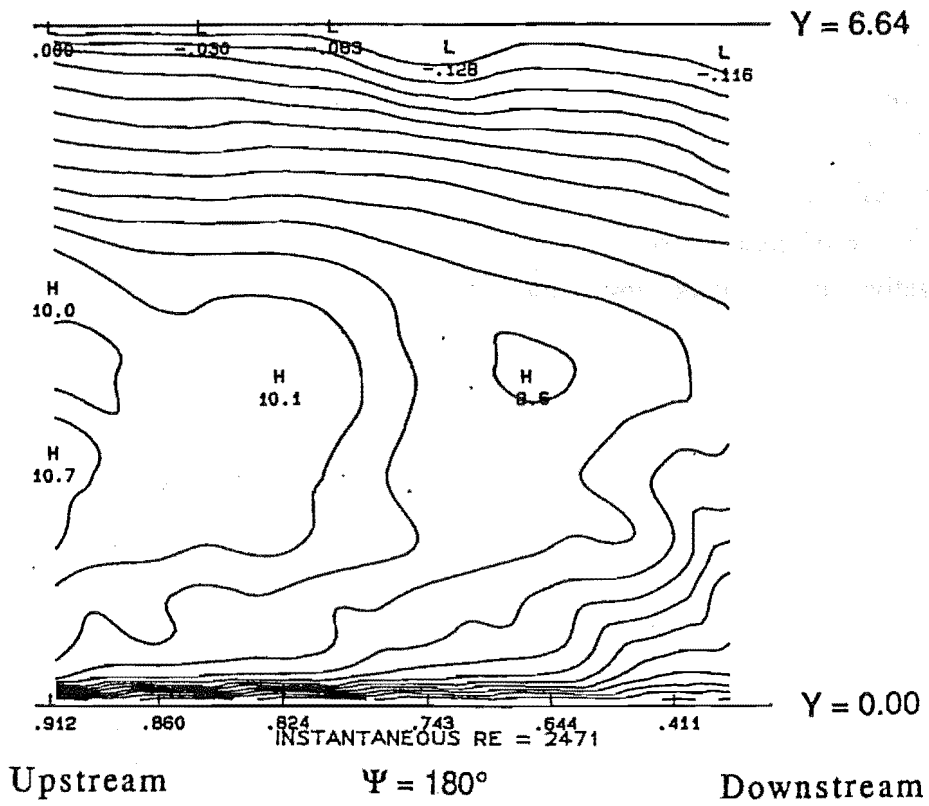 Y = 6.64
L L L L L
.080 -.030 -.083 -.128 -.116
H
10.0
H H
10.1 8.6
H
10.7
Y = 0.00
.912 .860 .824 .743 .644 .411
INSTANTANEOUS RE = 2471
Upstream Ψ = 180° Downstream